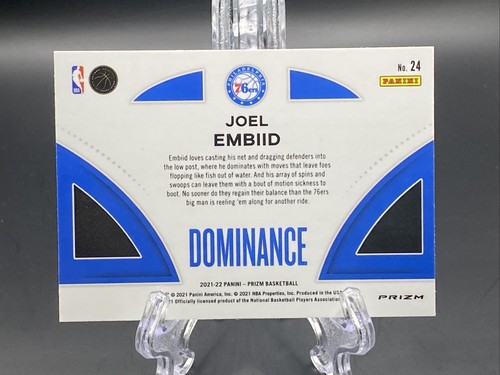 No. 24
PANINI
PHILADELPHIA
76ERS
JOEL
EMBIID
Embiid loves casting his net and dragging defenders into
the low post, where he dominates with moves that leave foes
flopping like fish out of water. And his array of spins and
swoops can leave them with a bout of motion sickness to
boot. No sooner do they regain their balance than the 76ers
big man is reeling 'em along for another ride.
DOMINANCE
2021-22 PANINI – PRIZM BASKETBALL
© 2021 Panini America, Inc. © 2021 NBA Properties, Inc. Produced in the USA
Officially licensed product of the National Basketball Players Association
PRIZM